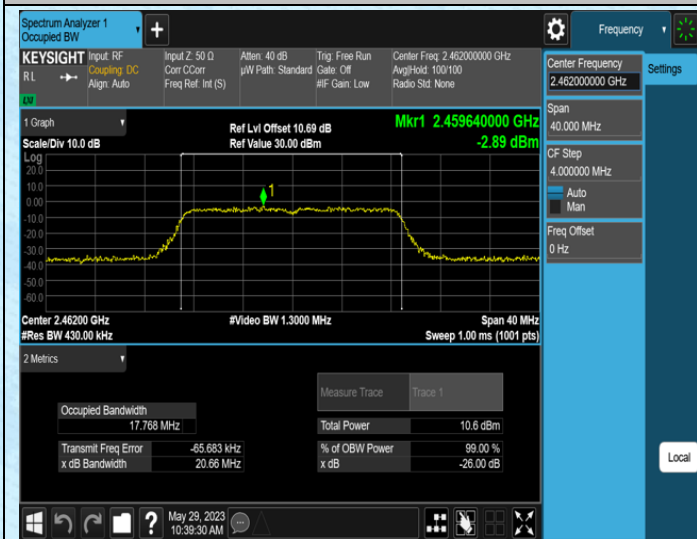 Spectrum Analyzer 1
Occupied BW
+
Frequency
KEYSIGHT
R L
LXI
Input: RF
Coupling: DC
Align: Auto
Input Z: 50 Ω
Corr CCorr
Freq Ref: Int (S)
Atten: 40 dB
µW Path: Standard
Trig: Free Run
Gate: Off
#IF Gain: Low
Center Freq: 2.462000000 GHz
Avg|Hold: 100/100
Radio Std: None
Center Frequency
2.462000000 GHz
Settings
Span
40.000 MHz
CF Step
4.000000 MHz
Auto
Man
Freq Offset
0 Hz
Local
1 Graph
Scale/Div 10.0 dB
Ref Lvl Offset 10.69 dB
Ref Value 30.00 dBm
Mkr1 2.459640000 GHz
-2.89 dBm
Log
20.0
10.0
0.00
-10.0
-20.0
-30.0
-40.0
-50.0
-60.0
1
Center 2.46200 GHz
#Res BW 430.00 kHz
#Video BW 1.3000 MHz
Span 40 MHz
Sweep 1.00 ms (1001 pts)
2 Metrics
Measure Trace Trace 1
Occupied Bandwidth
17.768 MHz
Total Power 10.6 dBm
Transmit Freq Error -65.683 kHz
% of OBW Power 99.00 %
x dB Bandwidth 20.66 MHz
x dB -26.00 dB
?
May 29, 2023
10:39:30 AM